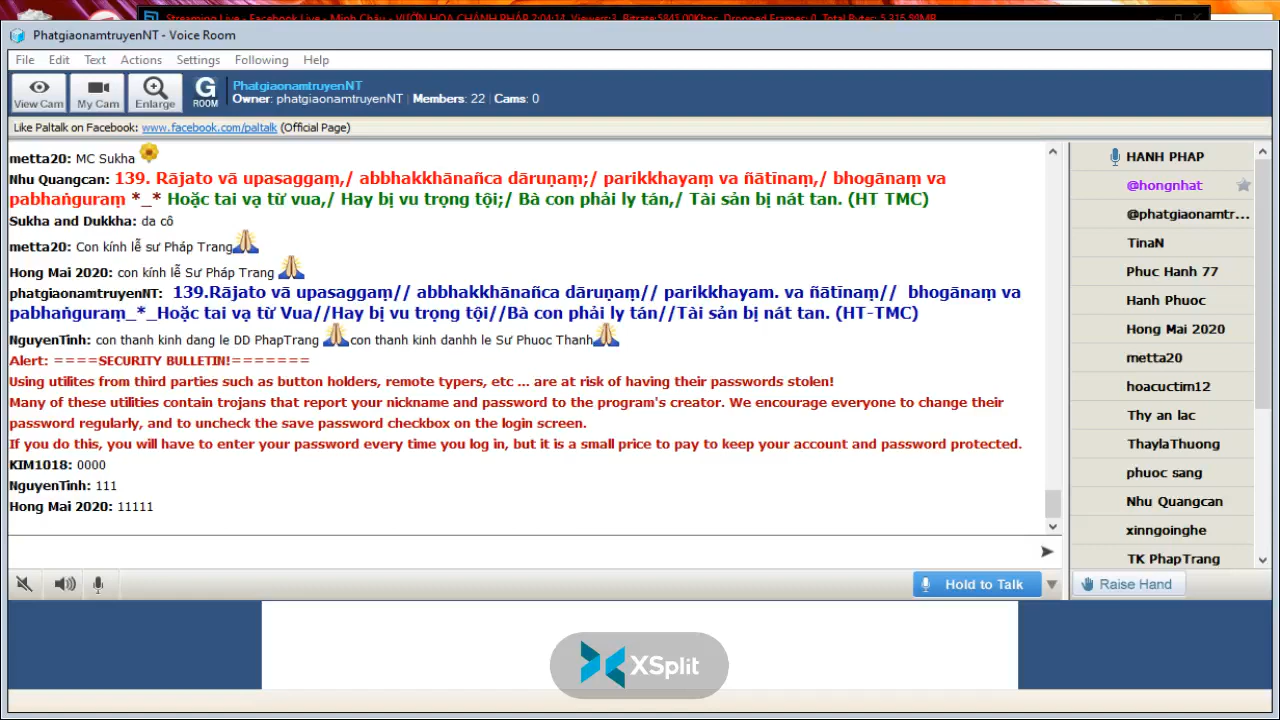 Streaming Live - Facebook Live - Minh Châu - VƯỜN HOA CHÁNH PHÁP 2:04:14, Viewers:3, Bitrate:5845.00Kbps, Dropped Frames: 0, Total Bytes: 5,315.50MB
PhatgiaonamtruyenNT - Voice Room
File Edit Text Actions Settings Following Help
View Cam My Cam Enlarge G ROOM
PhatgiaonamtruyenNT
Owner: phatgiaonamtruyenNT | Members: 22 | Cams: 0
Like Paltalk on Facebook: www.facebook.com/paltalk (Official Page)
metta20: MC Sukha
Nhu Quangcan: 139. Rājato vā upasaggaṃ,/ abbhakkhānañca dāruṇaṃ;/ parikkhayaṃ va ñātīnaṃ,/ bhogānaṃ va
pabhaṅguraṃ *_* Hoặc tai vạ từ vua,/ Hay bị vu trọng tội;/ Bà con phải ly tán,/ Tài sản bị nát tan. (HT TMC)
Sukha and Dukkha: da cô
metta20: Con kính lễ sư Pháp Trang
Hong Mai 2020: con kính lễ Sư Pháp Trang
phatgiaonamtruyenNT: 139.Rājato vā upasaggaṃ// abbhakkhānañca dāruṇaṃ// parikkhayam. va ñātīnaṃ// bhogānaṃ va
pabhaṅguraṃ_*_Hoặc tai vạ từ Vua//Hay bị vu trọng tội//Bà con phải ly tán//Tài sản bị nát tan. (HT-TMC)
NguyenTinh: con thanh kinh dang le DD PhapTrang con thanh kinh danhh le Sư Phuoc Thanh
Alert: ====SECURITY BULLETIN!=======
Using utilites from third parties such as button holders, remote typers, etc ... are at risk of having their passwords stolen!
Many of these utilities contain trojans that report your nickname and password to the program's creator. We encourage everyone to change their
password regularly, and to uncheck the save password checkbox on the login screen.
If you do this, you will have to enter your password every time you log in, but it is a small price to pay to keep your account and password protected.
KIM1018: 0000
NguyenTinh: 111
Hong Mai 2020: 11111
HANH PHAP
@hongnhat
@phatgiaonamtr...
TinaN
Phuc Hanh 77
Hanh Phuoc
Hong Mai 2020
metta20
hoacuctim12
Thy an lac
ThaylaThuong
phuoc sang
Nhu Quangcan
xinngoinghe
TK PhapTrang
Hold to Talk
Raise Hand
XSplit